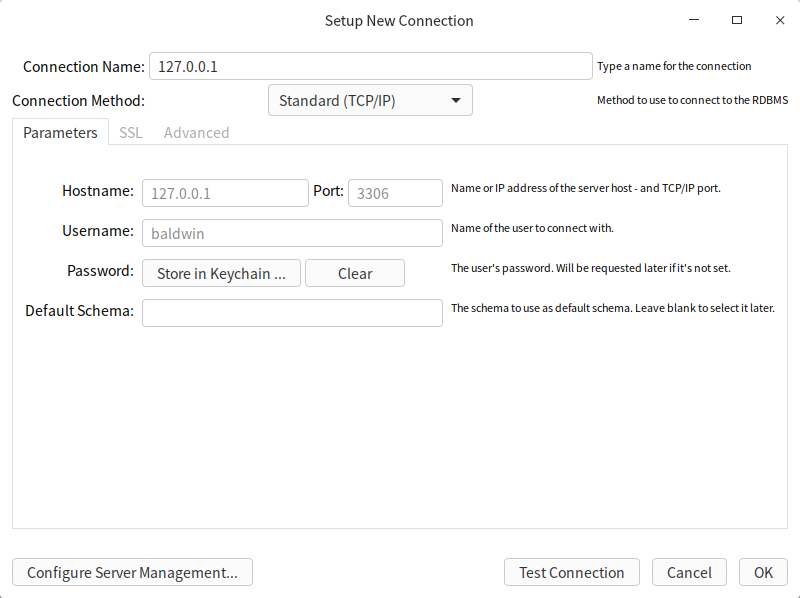 Setup New Connection
Connection Name: 127.0.0.1 Type a name for the connection
Connection Method: Standard (TCP/IP) Method to use to connect to the RDBMS
Parameters SSL Advanced
Hostname: 127.0.0.1 Port: 3306 Name or IP address of the server host - and TCP/IP port.
Username: baldwin Name of the user to connect with.
Password: Store in Keychain ... Clear The user's password. Will be requested later if it's not set.
Default Schema: The schema to use as default schema. Leave blank to select it later.
Configure Server Management... Test Connection Cancel OK